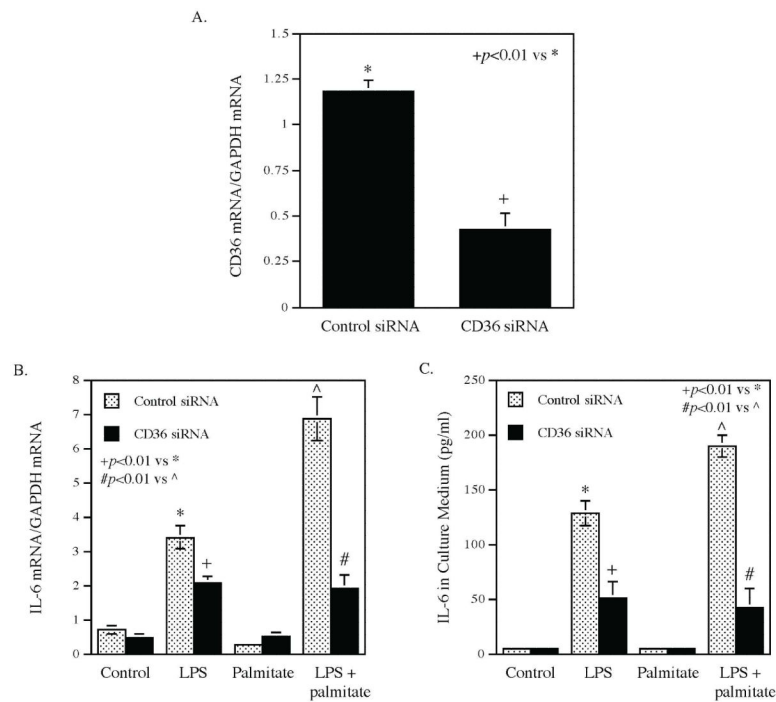 A.
CD36 mRNA/GAPDH mRNA
1.5
1.25
1
0.75
0.5
0.25
0
+p<0.01 vs *
*
+
Control siRNA
CD36 siRNA
B.
IL-6 mRNA/GAPDH mRNA
8
7
6
5
4
3
2
1
0
Control siRNA
CD36 siRNA
+p<0.01 vs *
#p<0.01 vs ^
*
+
^
#
Control
LPS
Palmitate
LPS +
palmitate
C.
IL-6 in Culture Medium (pg/ml)
250
200
150
100
50
0
Control siRNA
CD36 siRNA
+p<0.01 vs *
#p<0.01 vs ^
*
+
^
#
Control
LPS
Palmitate
LPS +
palmitate